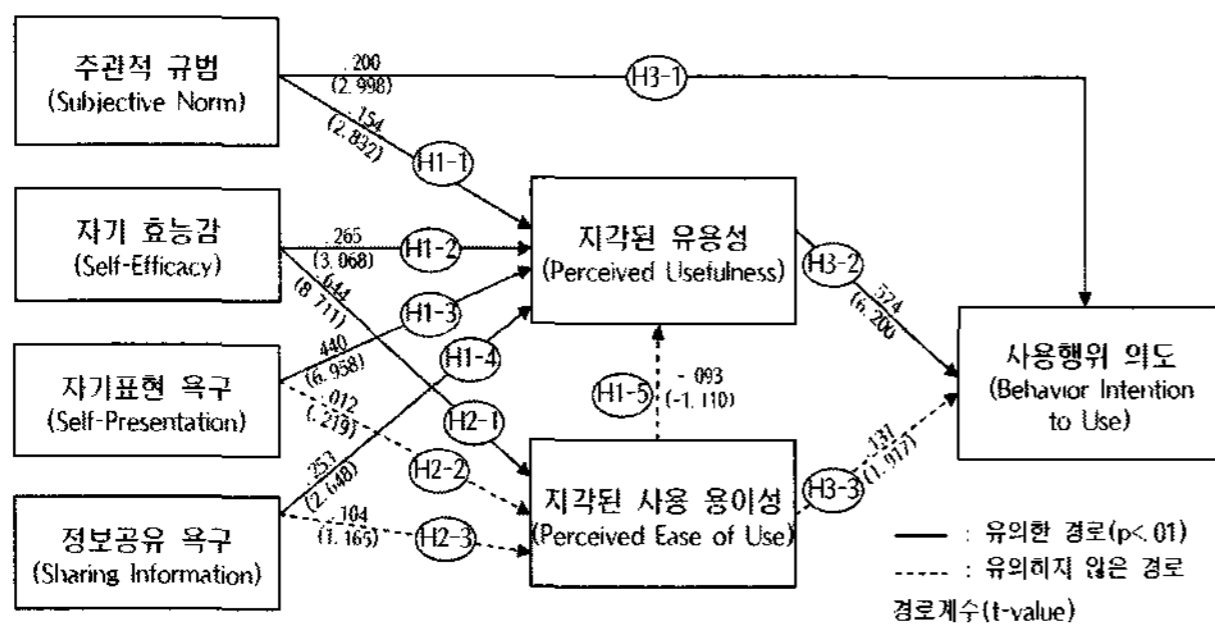 주관적 규범
(Subjective Norm)
.200
(2.998)
H3-1
.154
(2.832)
H1-1
자기 효능감
(Self-Efficacy)
.265
(3.068)
H1-2
.644
(8.711)
지각된 유용성
(Perceived Usefulness)
H3-2
.574
(6.200)
H1-3
자기표현 욕구
(Self-Presentation)
.440
(6.958)
.012
(.219)
H1-4
H2-1
H1-5
-.093
(-1.110)
사용행위 의도
(Behavior Intention
to Use)
.137
(1.917)
H3-3
정보공유 욕구
(Sharing Information)
.253
(2.648)
.104
(1.165)
H2-2
H2-3
지각된 사용 용이성
(Perceived Ease of Use)
: 유의한 경로(p<.01)
: 유의하지 않은 경로
경로계수(t-value)